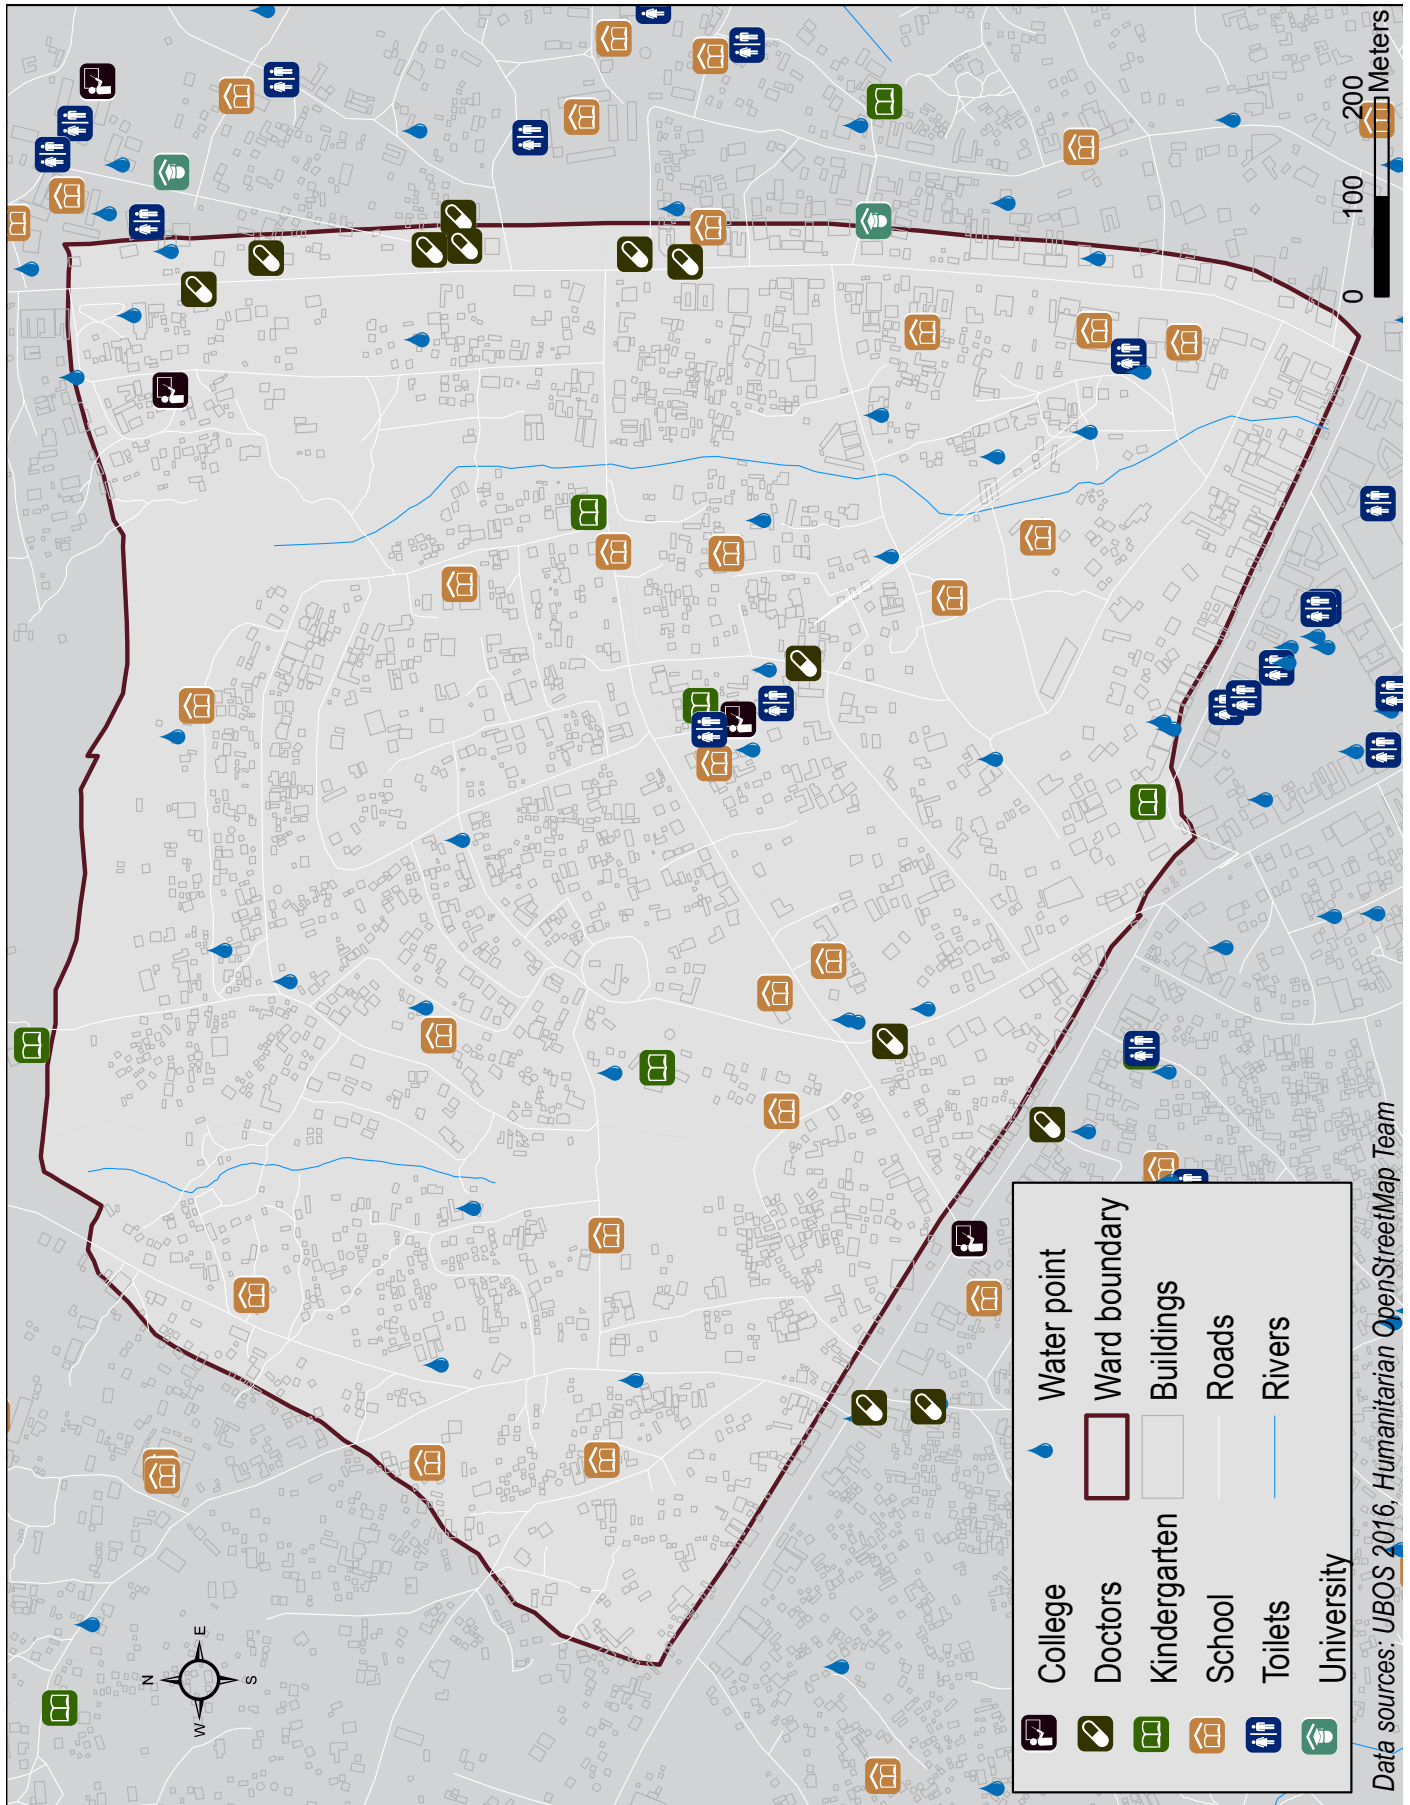 N
W E
S
College
Doctors
Kindergarten
School
Toilets
University
Water point
Ward boundary
Buildings
Roads
Rivers
0 100 200
Meters
Data sources: UBOS 2016, Humanitarian OpenStreetMap Team